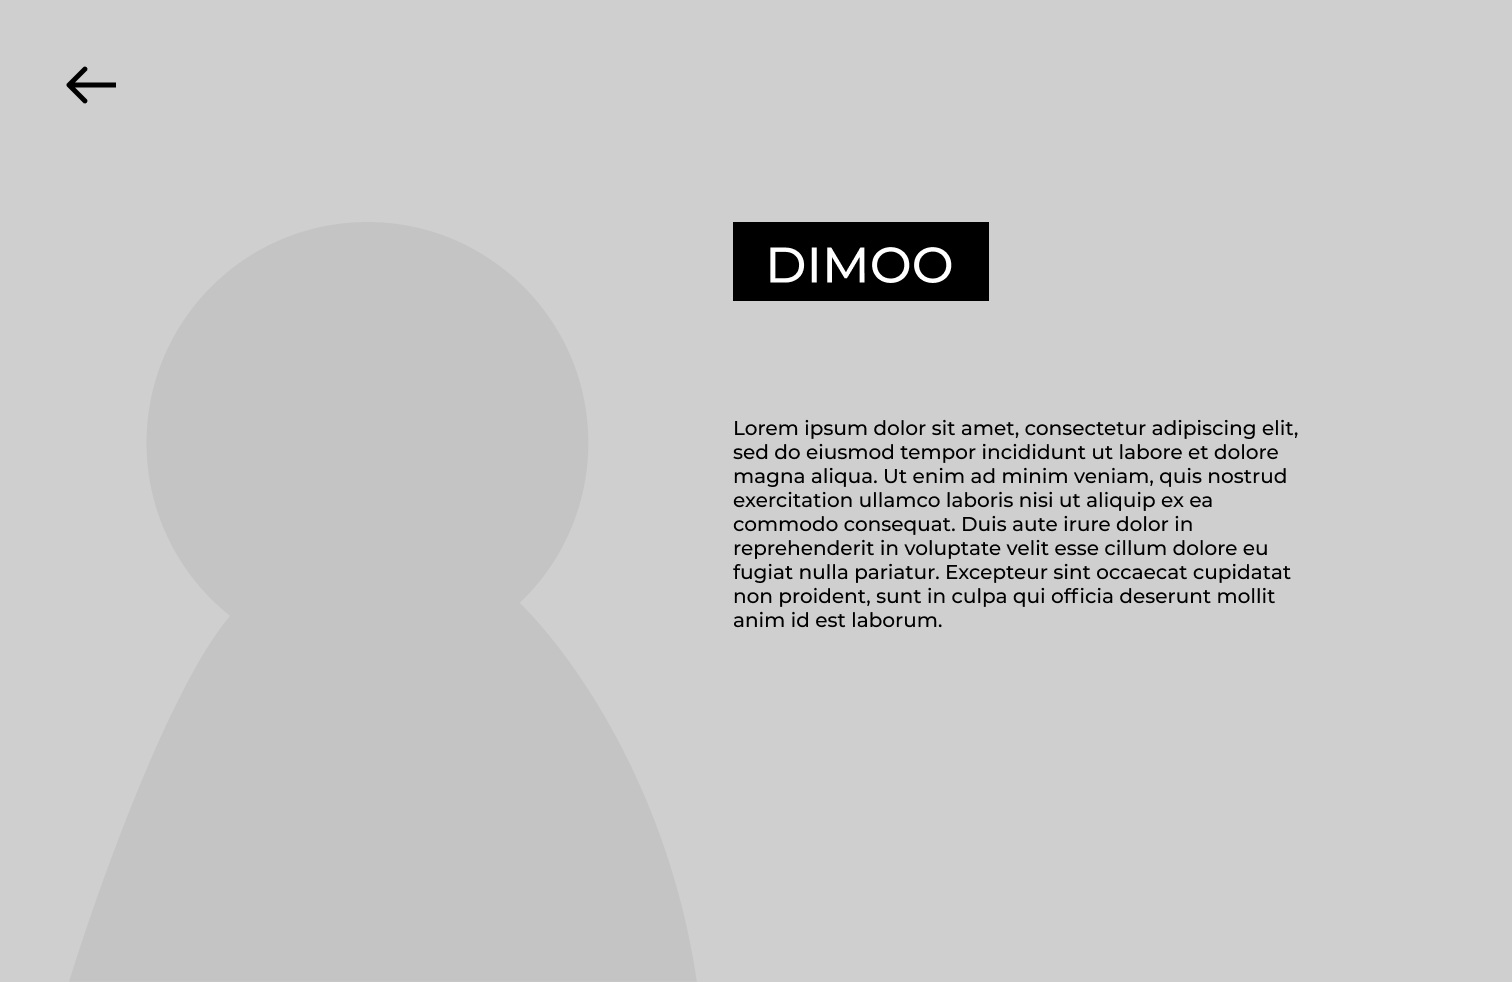 DIMOO
Lorem ipsum dolor sit amet, consectetur adipiscing elit,
sed do eiusmod tempor incididunt ut labore et dolore
magna aliqua. Ut enim ad minim veniam, quis nostrud
exercitation ullamco laboris nisi ut aliquip ex ea
commodo consequat. Duis aute irure dolor in
reprehenderit in voluptate velit esse cillum dolore eu
fugiat nulla pariatur. Excepteur sint occaecat cupidatat
non proident, sunt in culpa qui officia deserunt mollit
anim id est laborum.